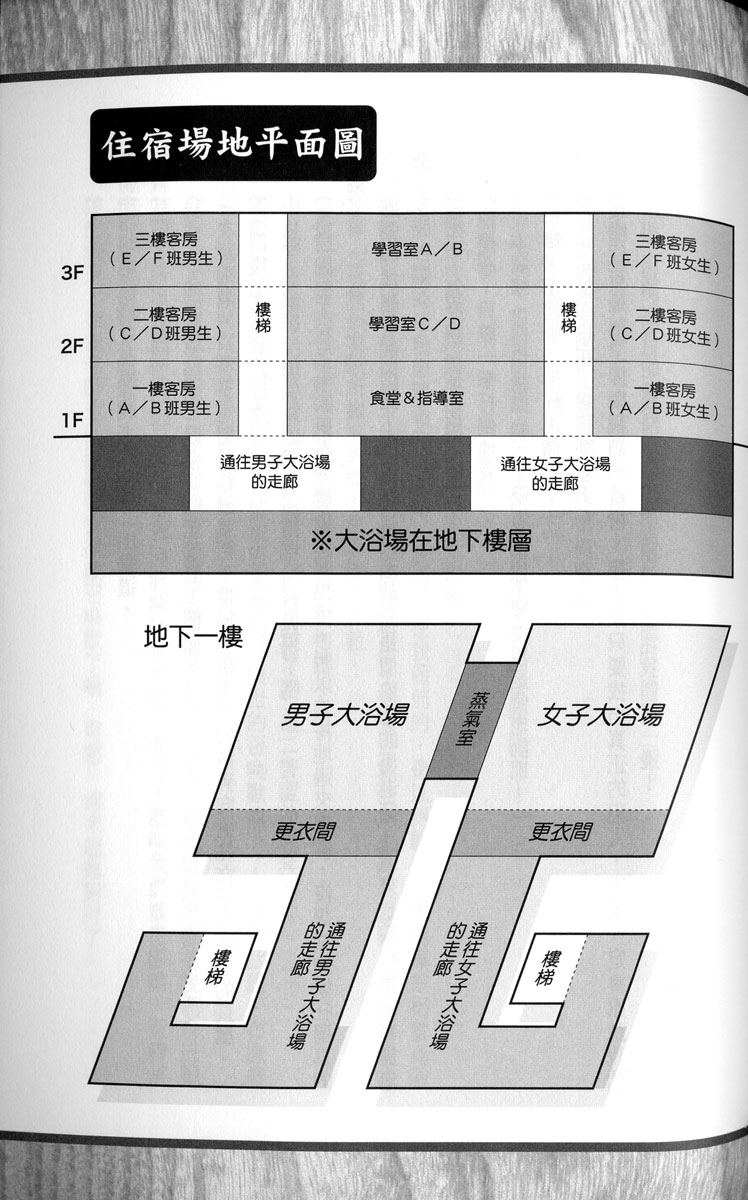 住宿場地平面圖
3F
三樓客房
（E／F班男生）
學習室A／B
三樓客房
（E／F班女生）
2F
二樓客房
（C／D班男生）
樓梯
學習室C／D
樓梯
二樓客房
（C／D班女生）
1F
一樓客房
（A／B班男生）
食堂＆指導室
一樓客房
（A／B班女生）
通往男子大浴場
的走廊
通往女子大浴場
的走廊
※大浴場在地下樓層
地下一樓
男子大浴場
蒸氣室
女子大浴場
更衣間
更衣間
樓梯
通往男子大浴場
的走廊
通往女子大浴場
的走廊
樓梯